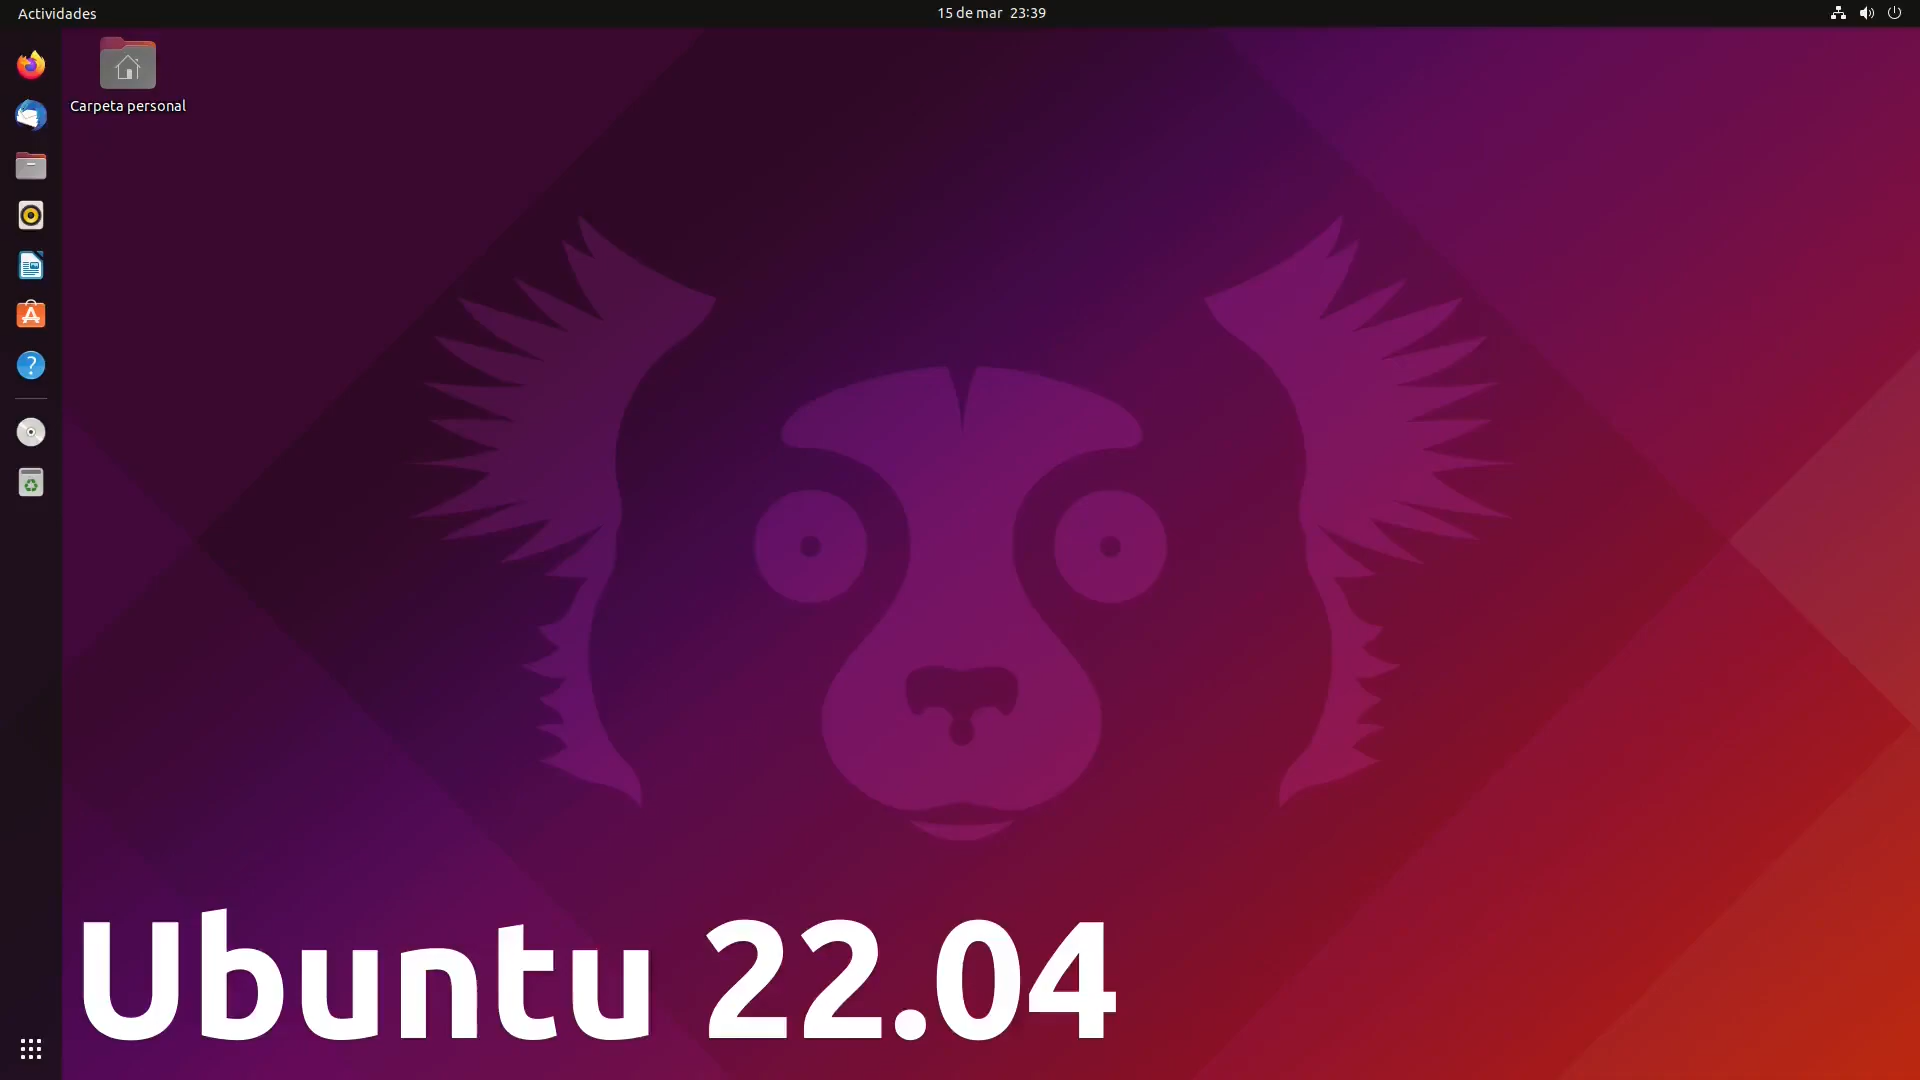 Actividades
15 de mar 23:39
Carpeta personal
Ubuntu 22.04